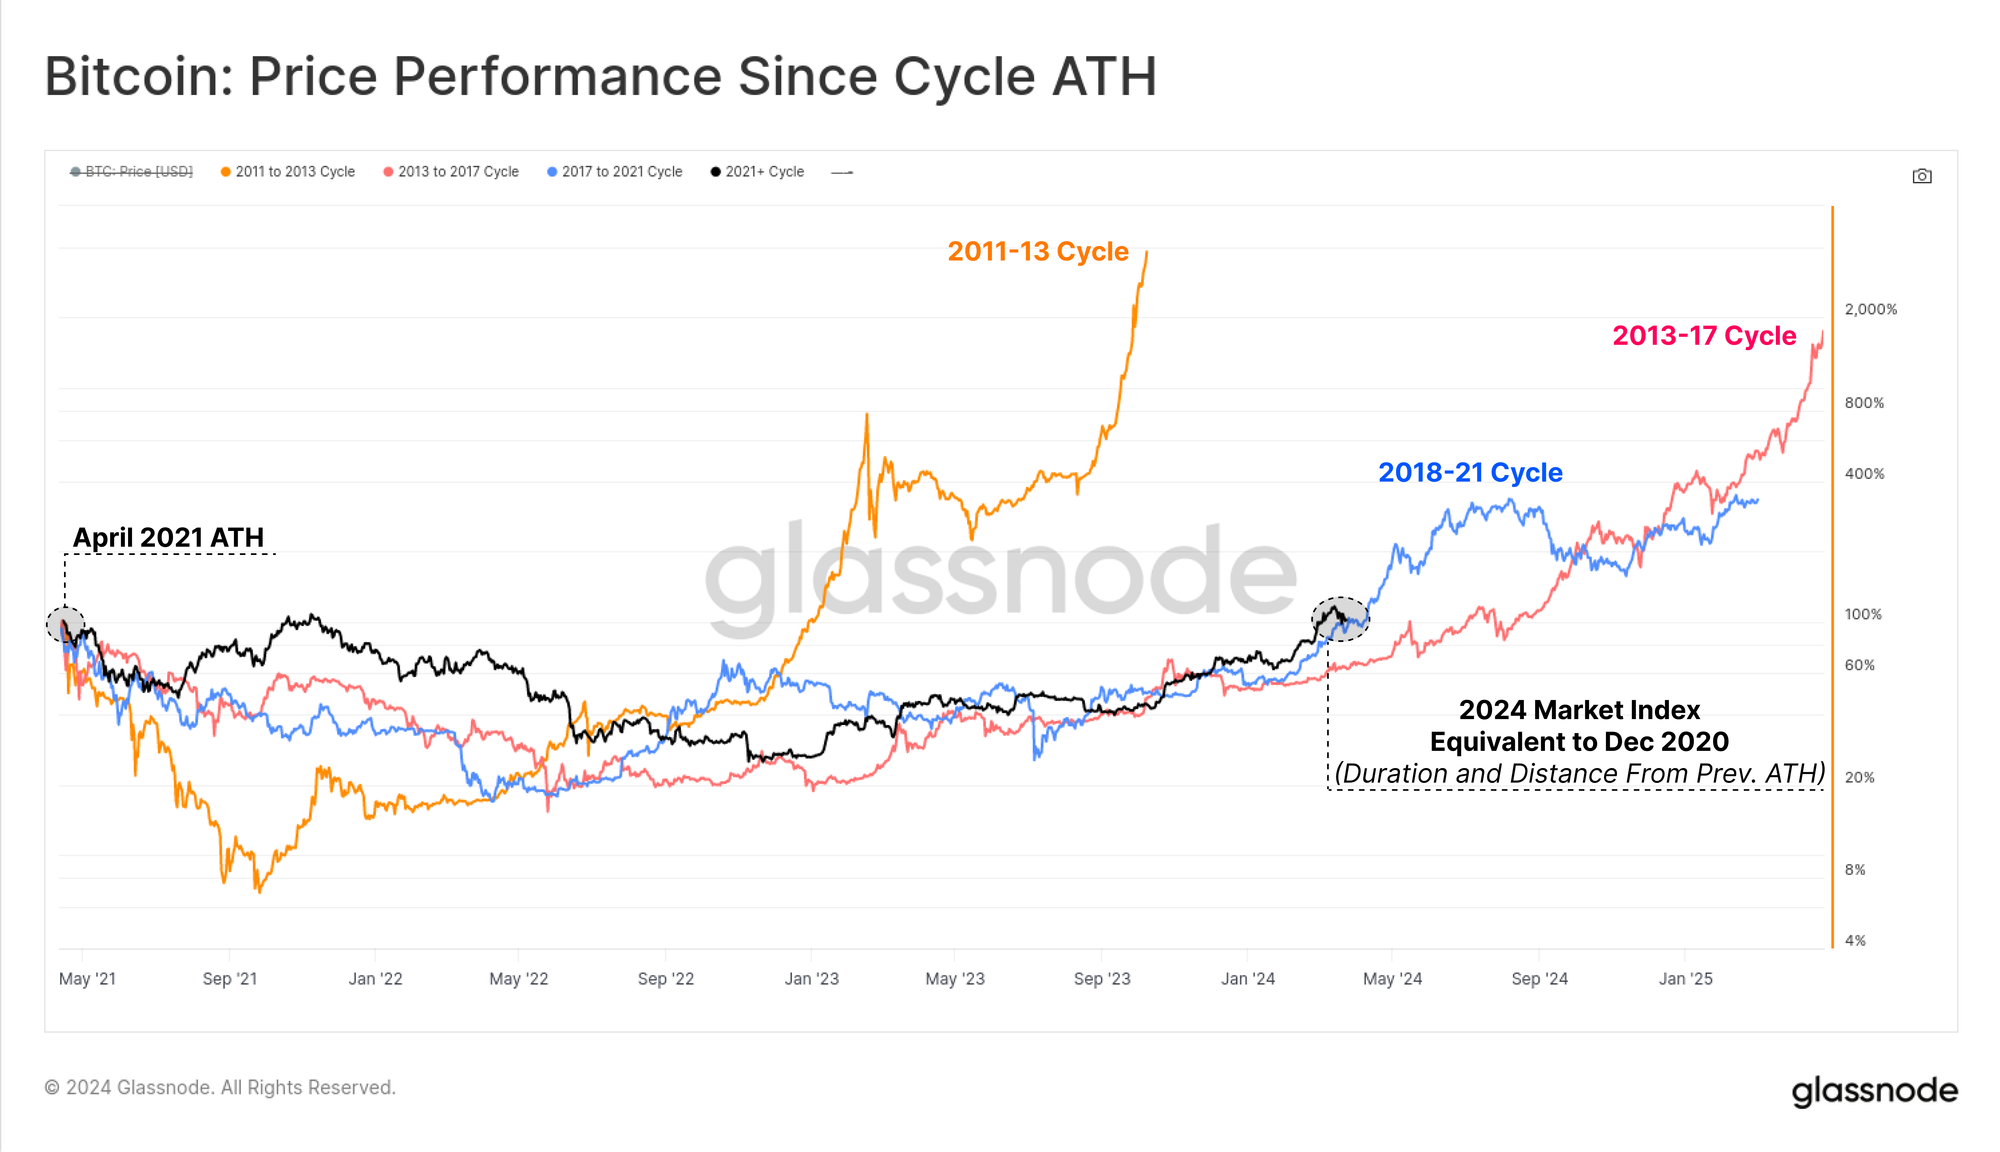 Bitcoin: Price Performance Since Cycle ATH
BTC: Price [USD]
2011 to 2013 Cycle
2013 to 2017 Cycle
2017 to 2021 Cycle
2021+ Cycle
2011-13 Cycle
2013-17 Cycle
2018-21 Cycle
April 2021 ATH
glassnode
2024 Market Index
Equivalent to Dec 2020
(Duration and Distance From Prev. ATH)
2,000%
800%
400%
100%
60%
20%
8%
4%
May '21
Sep '21
Jan '22
May '22
Sep '22
Jan '23
May '23
Sep '23
Jan '24
May '24
Sep '24
Jan '25
© 2024 Glassnode. All Rights Reserved.
glassnode